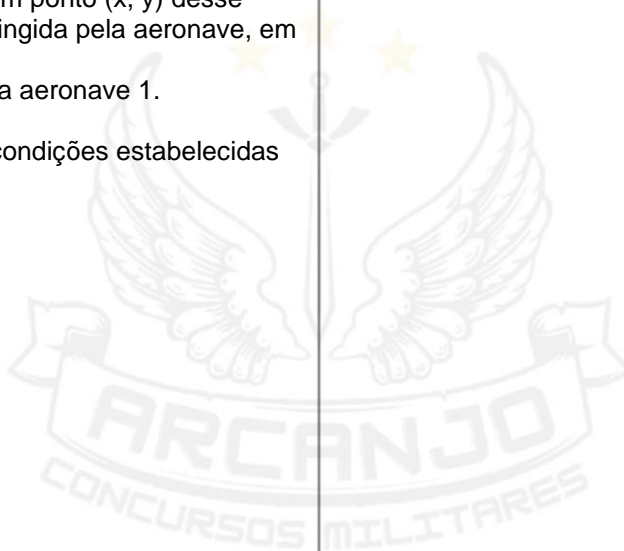 m ponto (x, y) desse
ingida pela aeronave, em
a aeronave 1.
condições estabelecidas
ARCANJO
CONCURSOS MILITARES